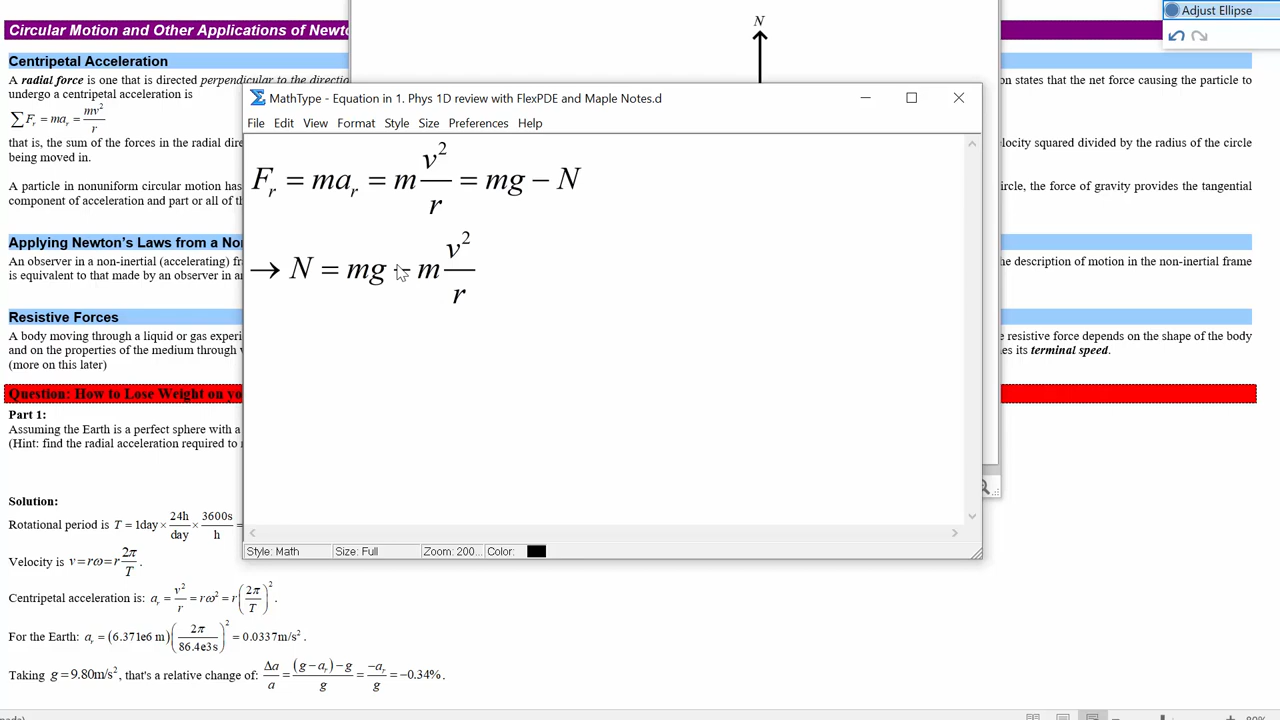 Circular Motion and Other Applications of Newto
N
Adjust Ellipse
Centripetal Acceleration
A radial force is one that is directed perpendicular to the directi
on states that the net force causing the particle to
undergo a centripetal acceleration is
∑F_r = ma_r = mv²/r
that is, the sum of the forces in the radial dire
locity squared divided by the radius of the circle
being moved in.
A particle in nonuniform circular motion has
ircle, the force of gravity provides the tangential
component of acceleration and part or all of th
Applying Newton's Laws from a Non
An observer in a non-inertial (accelerating) fr
the description of motion in the non-inertial frame
is equivalent to that made by an observer in an
Resistive Forces
A body moving through a liquid or gas experi
e resistive force depends on the shape of the body
and on the properties of the medium through w
es its terminal speed.
(more on this later)
Question: How to Lose Weight on yo
Part 1:
Assuming the Earth is a perfect sphere with a
(Hint: find the radial acceleration required to
Solution:
Rotational period is T = 1day × 24h/day × 3600s/h =
Velocity is v = rω = r 2π/T.
Centripetal acceleration is: a_r = v²/r = rω² = r(2π/T)².
For the Earth: a_r = (6.371e6 m)(2π/86.4e3s)² = 0.0337m/s².
Taking g = 9.80m/s², that's a relative change of: Δa/a = (g−a_r)−g/g = −a_r/g = −0.34%.
MathType - Equation in 1. Phys 1D review with FlexPDE and Maple Notes.d
File Edit View Format Style Size Preferences Help
F_r = ma_r = m v²/r = mg − N
→ N = mg − m v²/r
Style: Math Size: Full Zoom: 200... Color: